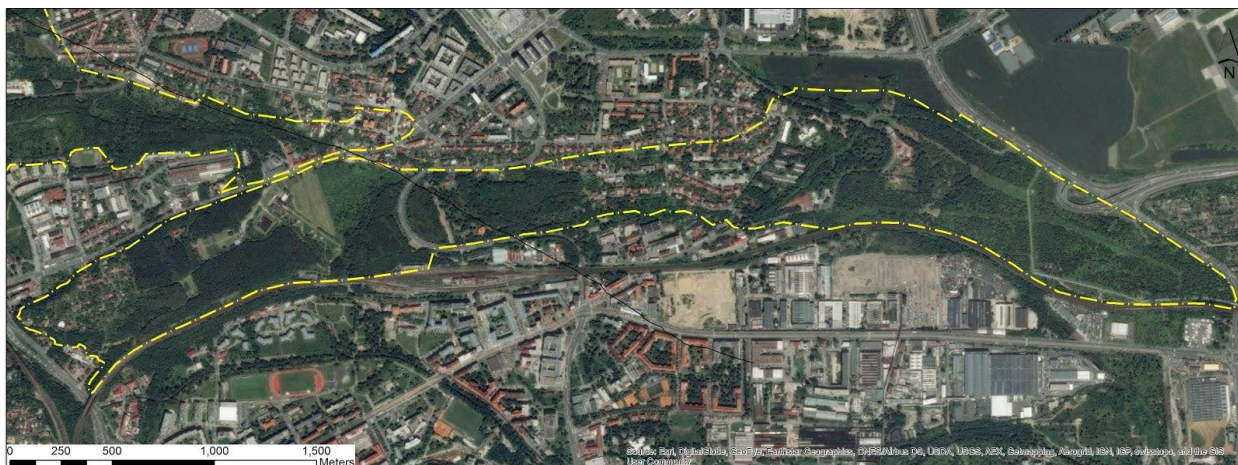 N
0 250 500 1,000 1,500
Meters
Source: Esri, DigitalGlobe, GeoEye, Earthstar Geographics, CNES/Airbus DS, USDA, USGS, AEX, Getmapping, Aerogrid, IGN, IGP, swisstopo, and the GIS
User Community